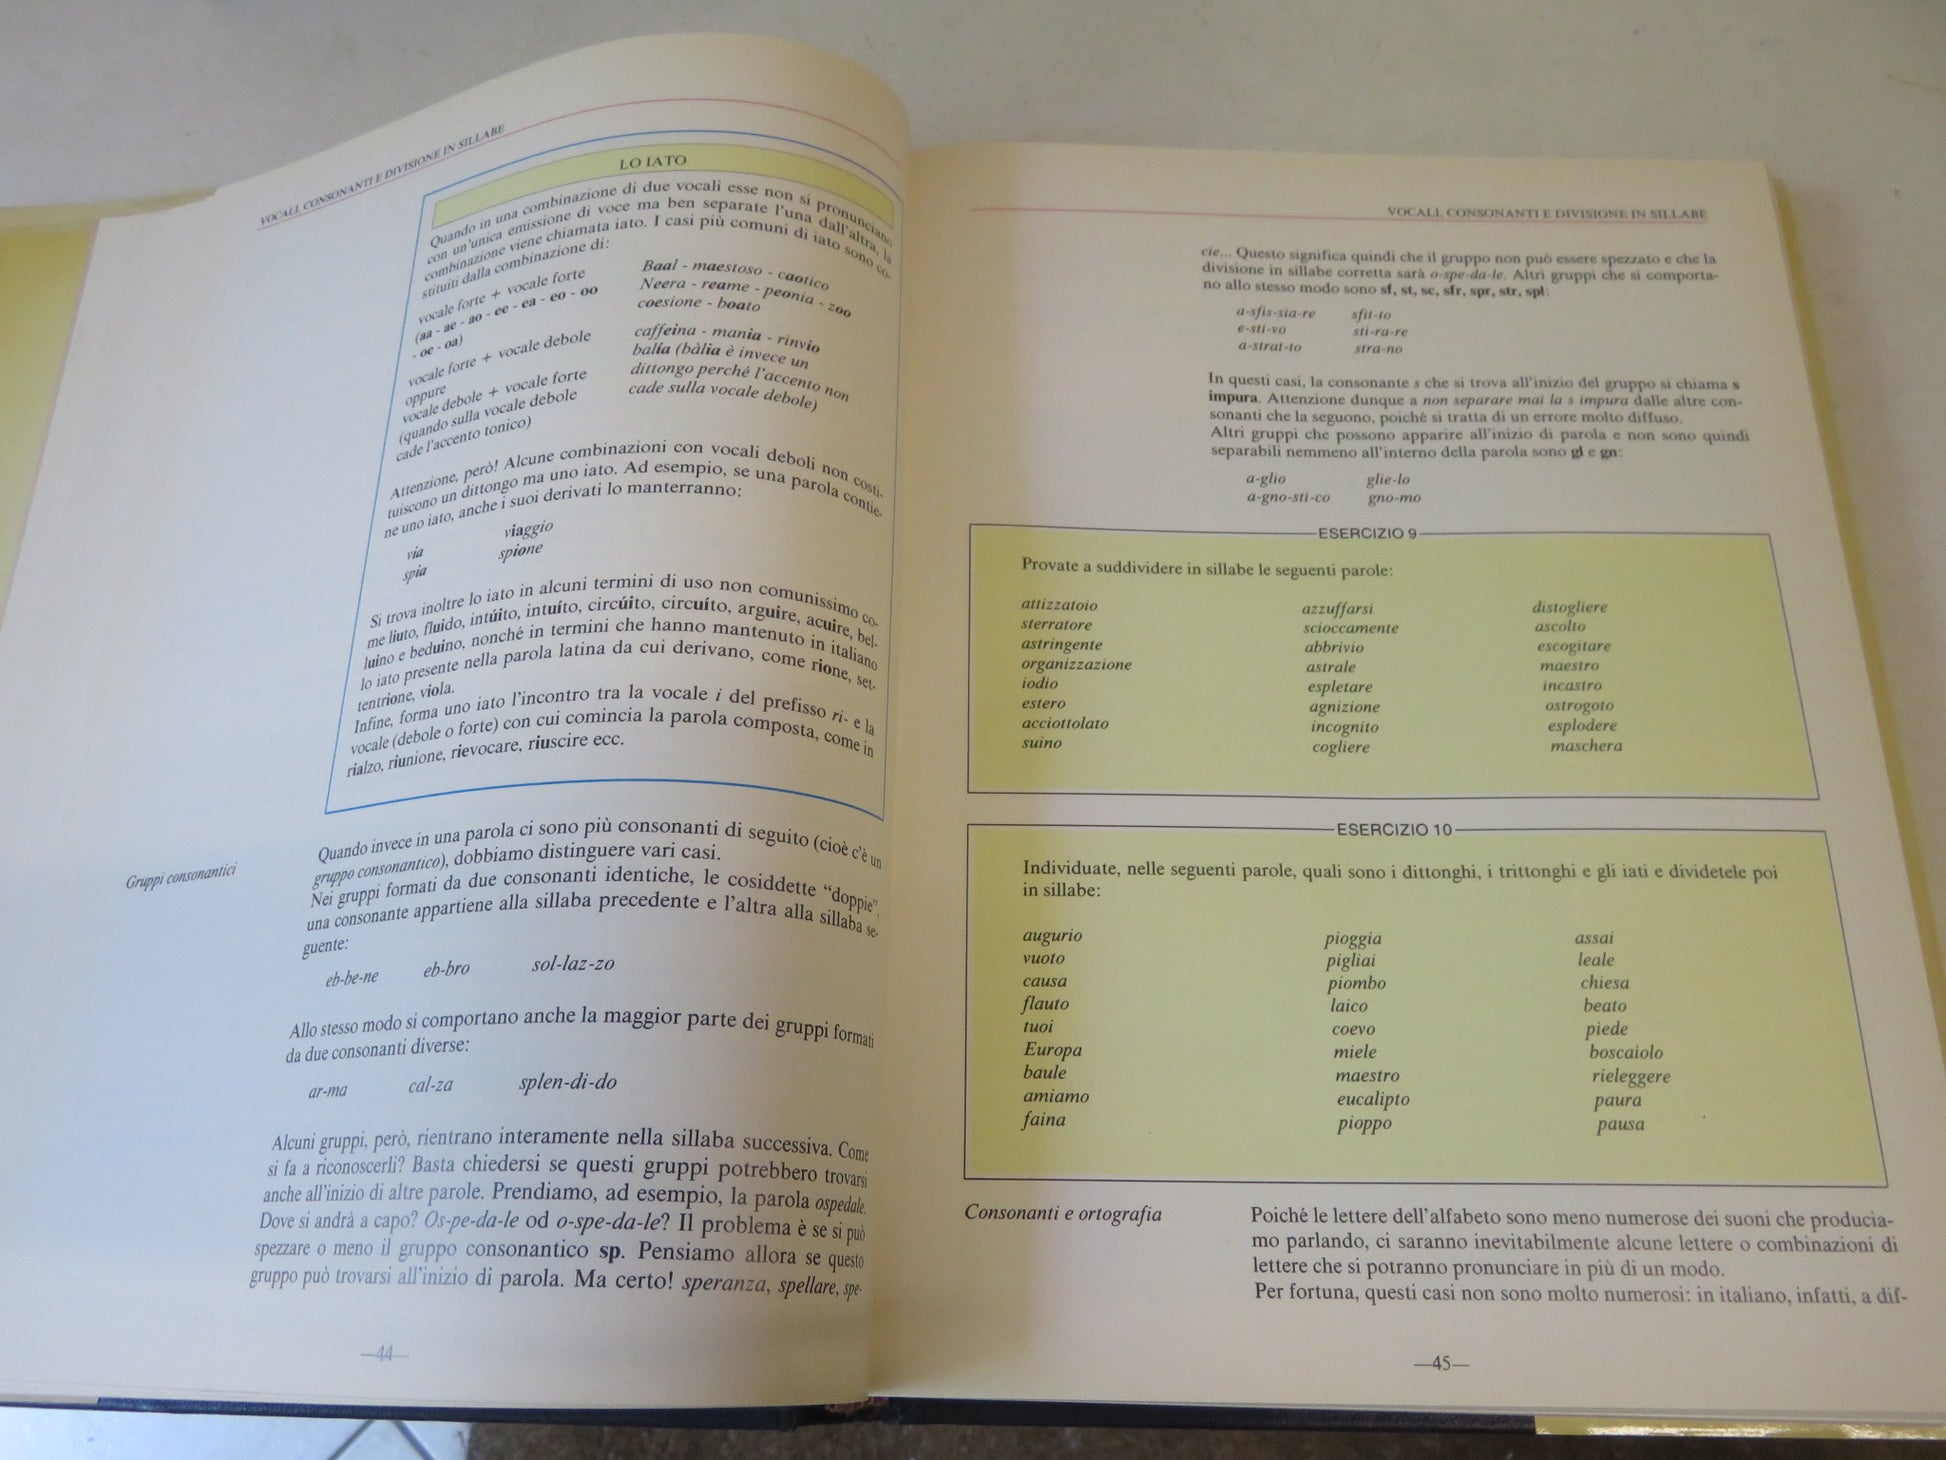 VOCALI, CONSONANTI E DIVISIONE IN SILLABE
LO IATO
Quando in una combinazione di due vocali esse non si pronunciano
con un'unica emissione di voce ma ben separate l'una dall'altra, la
combinazione viene chiamata iato. I casi più comuni di iato sono co-
stituiti dalla combinazione di:
vocale forte + vocale forte
(aa - ae - ao - ee - ea - eo - oo
- oe - oa)
Baal - maestoso - caotico
Neera - reame - peonia - zoo
coesione - boato
vocale forte + vocale debole
oppure
vocale debole + vocale forte
(quando sulla vocale debole
cade l'accento tonico)
caffeina - mania - rinvio
balía (bàlia è invece un
dittongo perché l'accento non
cade sulla vocale debole)
Attenzione, però! Alcune combinazioni con vocali deboli non costi-
tuiscono un dittongo ma uno iato. Ad esempio, se una parola contie-
ne uno iato, anche i suoi derivati lo manterranno:
via viaggio
spia spione
Si trova inoltre lo iato in alcuni termini di uso non comunissimo co-
me liuto, fluido, intúito, intuíto, circúito, circuíto, arguire, acuire, bel-
luino e beduino, nonché in termini che hanno mantenuto in italiano
lo iato presente nella parola latina da cui derivano, come rione, set-
tentrione, viola.
Infine, forma uno iato l'incontro tra la vocale i del prefisso ri- e la
vocale (debole o forte) con cui comincia la parola composta, come in
rialzo, riunione, rievocare, riuscire ecc.
Gruppi consonantici
Quando invece in una parola ci sono più consonanti di seguito (cioè c'è un
gruppo consonantico), dobbiamo distinguere vari casi.
Nei gruppi formati da due consonanti identiche, le cosiddette “doppie”,
una consonante appartiene alla sillaba precedente e l'altra alla sillaba se-
guente:
eb-be-ne eb-bro sol-laz-zo
Allo stesso modo si comportano anche la maggior parte dei gruppi formati
da due consonanti diverse:
ar-ma cal-za splen-di-do
Alcuni gruppi, però, rientrano interamente nella sillaba successiva. Come
si fa a riconoscerli? Basta chiedersi se questi gruppi potrebbero trovarsi
anche all'inizio di altre parole. Prendiamo, ad esempio, la parola ospedale.
Dove si andrà a capo? Os-pe-da-le od o-spe-da-le? Il problema è se si può
spezzare o meno il gruppo consonantico sp. Pensiamo allora se questo
gruppo può trovarsi all'inizio di parola. Ma certo! speranza, spellare, spe-
—44—
VOCALI, CONSONANTI E DIVISIONE IN SILLABE
cie... Questo significa quindi che il gruppo non può essere spezzato e che la
divisione in sillabe corretta sarà o-spe-da-le. Altri gruppi che si comporta-
no allo stesso modo sono sf, st, sc, sfr, spr, str, spl:
a-sfis-sia-re sfit-to
e-sti-vo sti-ra-re
a-strat-to stra-no
In questi casi, la consonante s che si trova all'inizio del gruppo si chiama s
impura. Attenzione dunque a non separare mai la s impura dalle altre con-
sonanti che la seguono, poiché si tratta di un errore molto diffuso.
Altri gruppi che possono apparire all'inizio di parola e non sono quindi
separabili nemmeno all'interno della parola sono gl e gn:
a-glio glie-lo
a-gno-sti-co gno-mo
ESERCIZIO 9
Provate a suddividere in sillabe le seguenti parole:
attizzatoio azzuffarsi distogliere
sterratore scioccamente ascolto
astringente abbrivio escogitare
organizzazione astrale maestro
iodio espletare incastro
estero agnizione ostrogoto
acciottolato incognito esplodere
suino cogliere maschera
ESERCIZIO 10
Individuate, nelle seguenti parole, quali sono i dittonghi, i trittonghi e gli iati e dividetele poi
in sillabe:
augurio pioggia assai
vuoto pigliai leale
causa piombo chiesa
flauto laico beato
tuoi coevo piede
Europa miele boscaiolo
baule maestro rieleggere
amiamo eucalipto paura
faina pioppo pausa
Consonanti e ortografia
Poiché le lettere dell'alfabeto sono meno numerose dei suoni che producia-
mo parlando, ci saranno inevitabilmente alcune lettere o combinazioni di
lettere che si potranno pronunciare in più di un modo.
Per fortuna, questi casi non sono molto numerosi: in italiano, infatti, a dif-
—45—